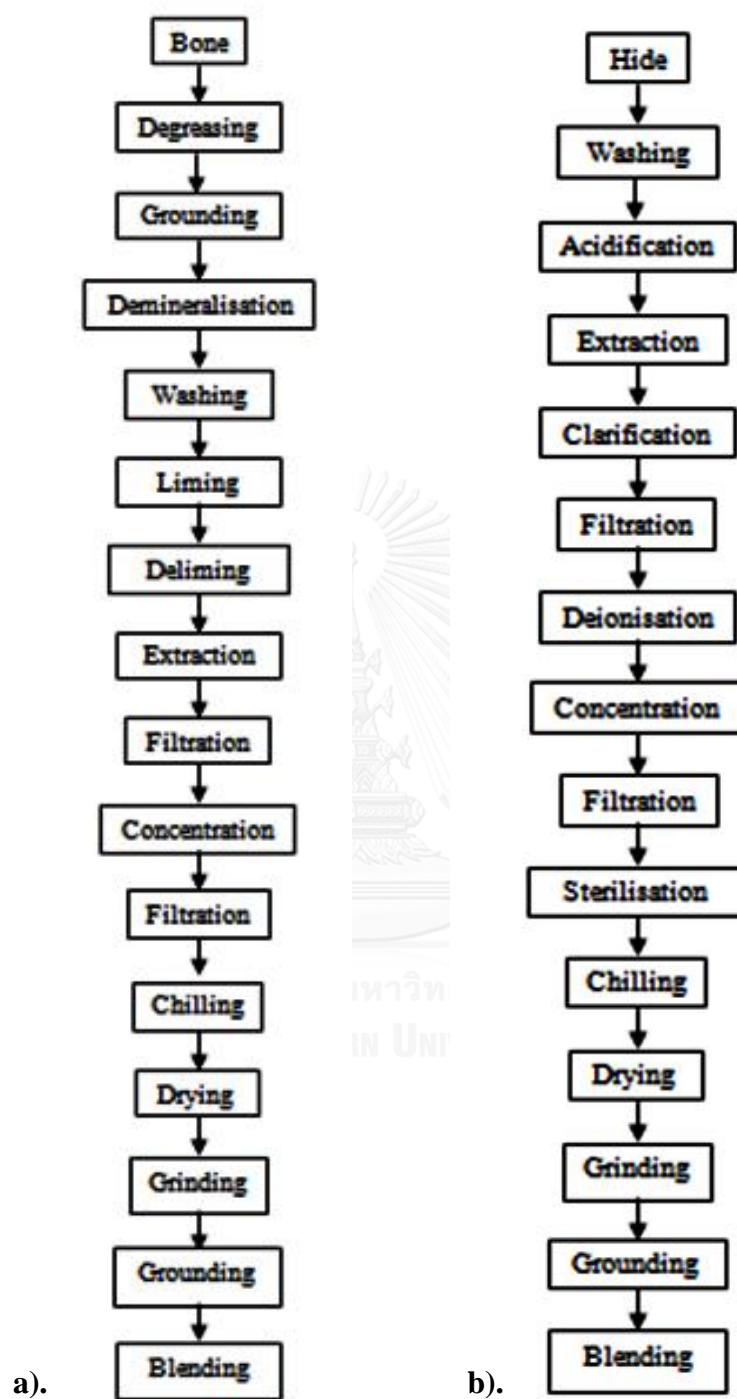 Bone
Degreasing
Grounding
Demineralisation
Washing
Liming
Deliming
Extraction
Filtration
Concentration
Filtration
Chilling
Drying
Grinding
Grounding
Blending
a).
Hide
Washing
Acidification
Extraction
Clarification
Filtration
Deionisation
Concentration
Filtration
Sterilisation
Chilling
Drying
Grinding
Grounding
Blending
b).